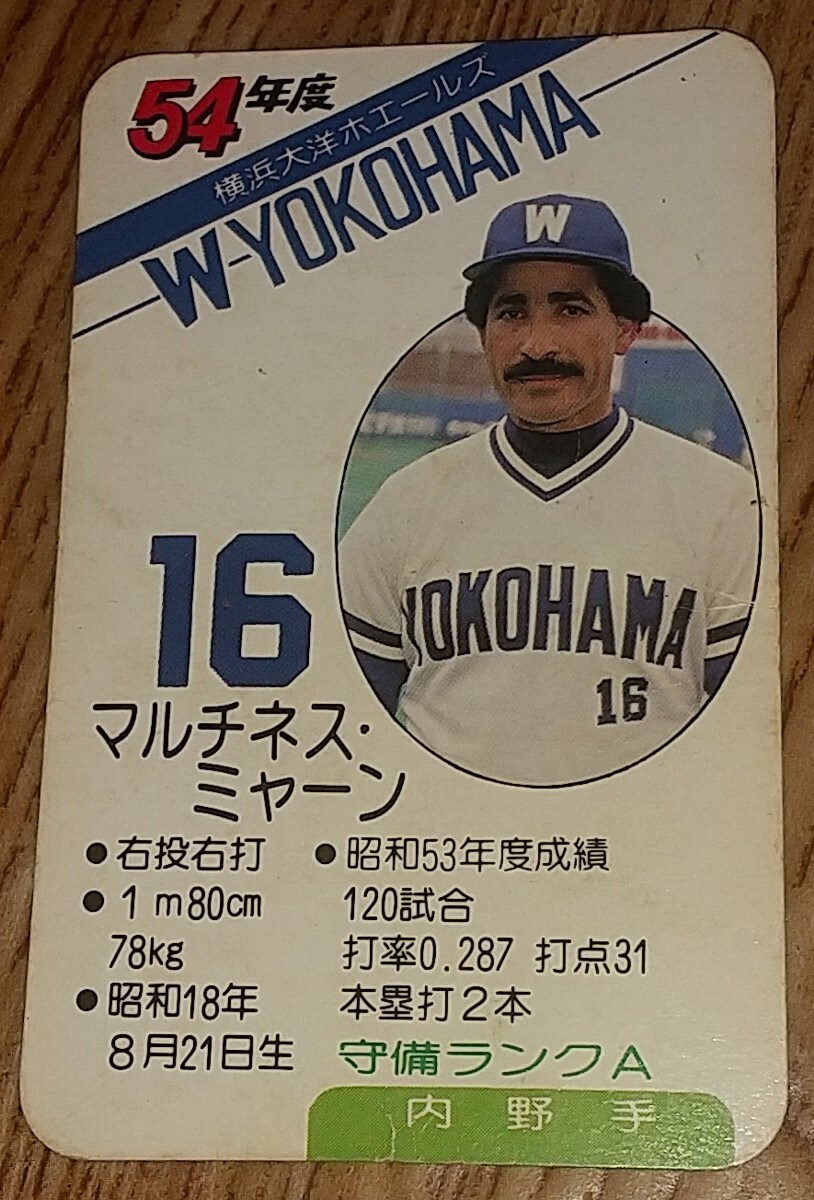 54年度
横浜大洋ホエールズ
W-YOKOHAMA
W
YOKOHAMA
16
16
マルチネス・
ミャーン
●右投右打
●1m80cm
78kg
●昭和18年
8月21日生
●昭和53年度成績
120試合
打率0.287 打点31
本塁打2本
守備ランクA
内野手